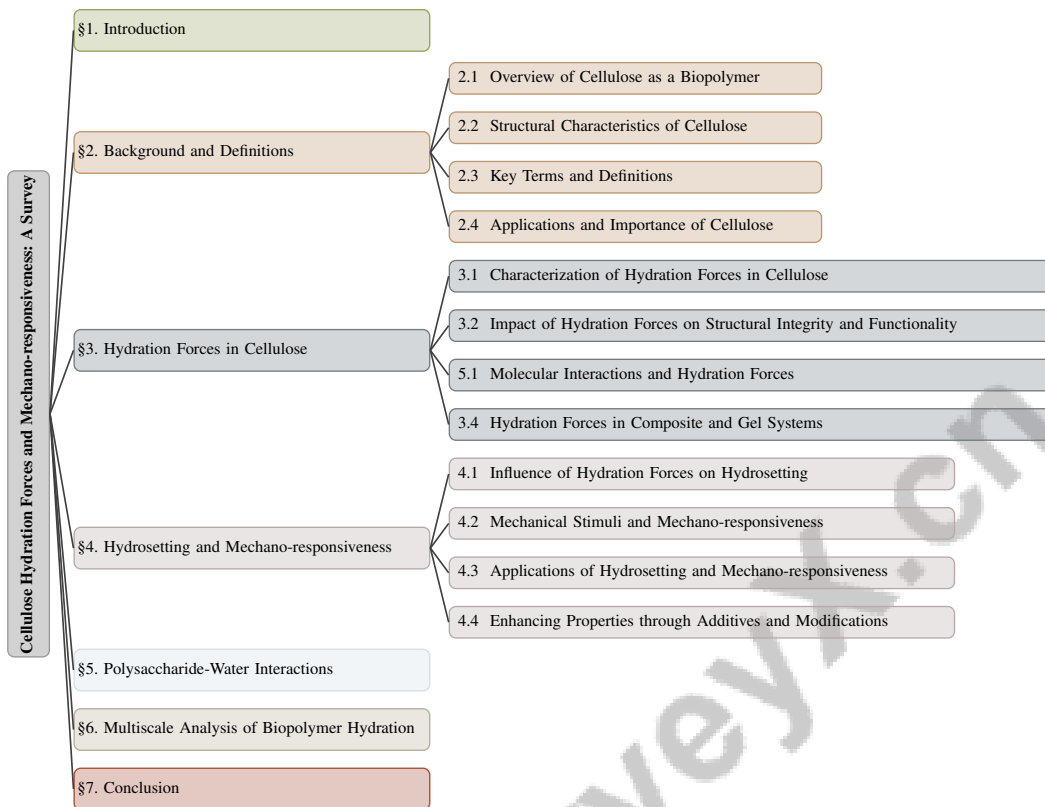 Cellulose Hydration Forces and Mechano-responsiveness: A Survey
§1. Introduction
§2. Background and Definitions
2.1 Overview of Cellulose as a Biopolymer
2.2 Structural Characteristics of Cellulose
2.3 Key Terms and Definitions
2.4 Applications and Importance of Cellulose
§3. Hydration Forces in Cellulose
3.1 Characterization of Hydration Forces in Cellulose
3.2 Impact of Hydration Forces on Structural Integrity and Functionality
5.1 Molecular Interactions and Hydration Forces
3.4 Hydration Forces in Composite and Gel Systems
§4. Hydrosetting and Mechano-responsiveness
4.1 Influence of Hydration Forces on Hydrosetting
4.2 Mechanical Stimuli and Mechano-responsiveness
4.3 Applications of Hydrosetting and Mechano-responsiveness
4.4 Enhancing Properties through Additives and Modifications
§5. Polysaccharide-Water Interactions
§6. Multiscale Analysis of Biopolymer Hydration
§7. Conclusion
veyX.cn